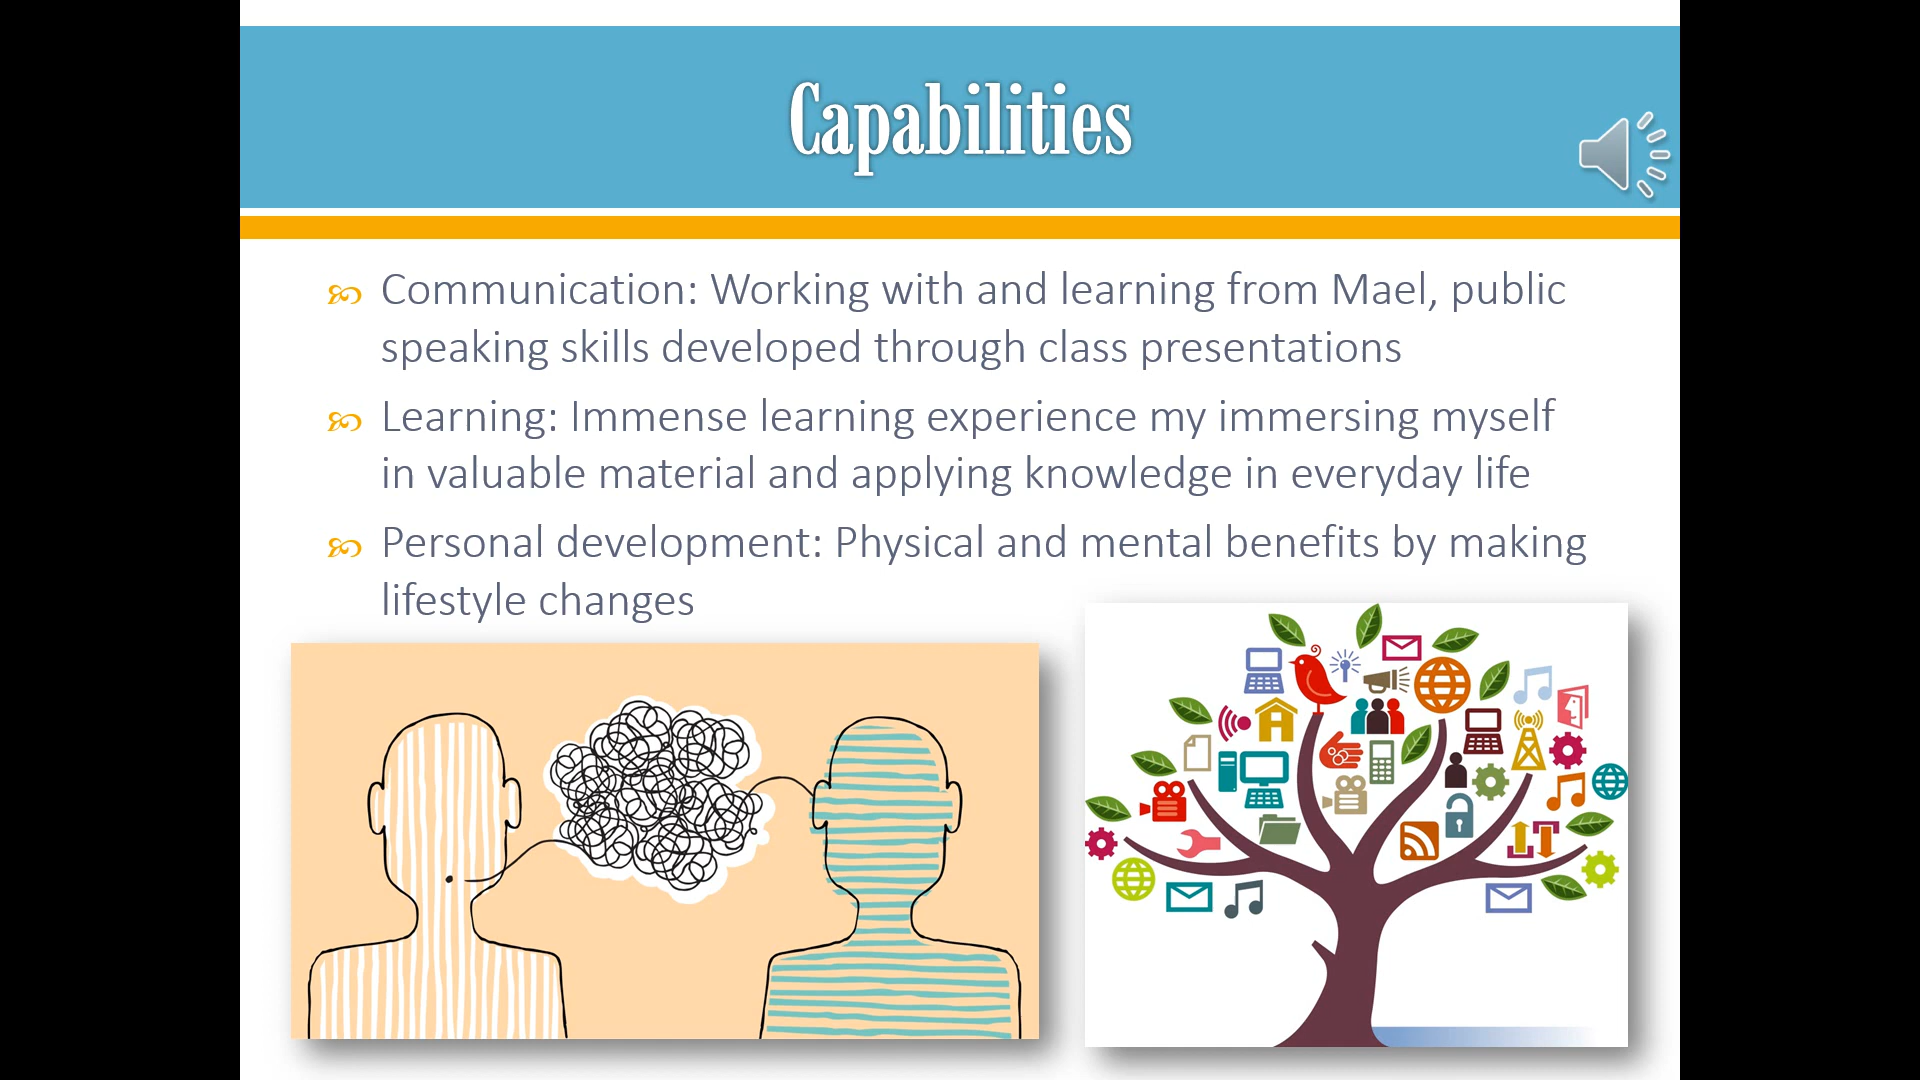 Capabilities
Communication: Working with and learning from Mael, public
speaking skills developed through class presentations
Learning: Immense learning experience my immersing myself
in valuable material and applying knowledge in everyday life
Personal development: Physical and mental benefits by making
lifestyle changes